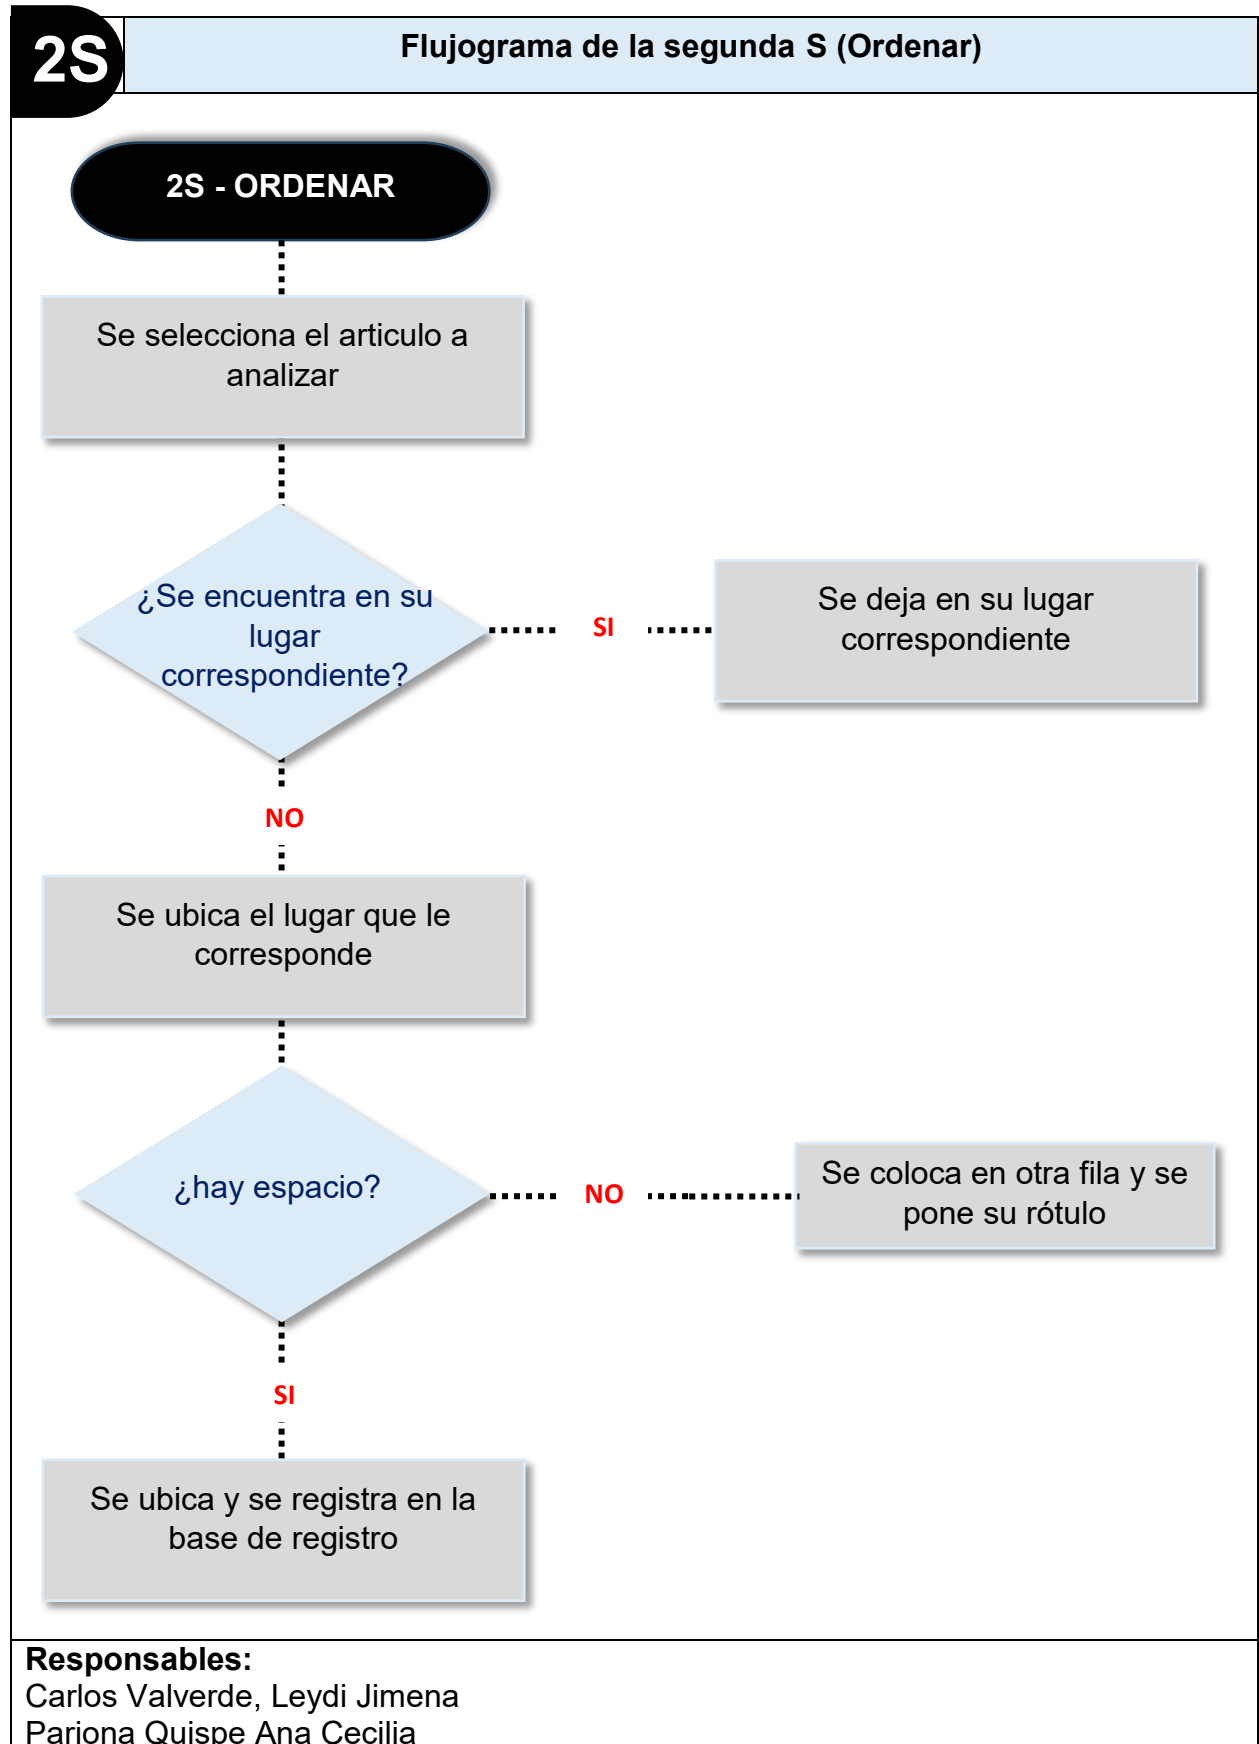 2S
Flujograma de la segunda S (Ordenar)
2S - ORDENAR
Se selecciona el articulo a
analizar
¿Se encuentra en su
lugar
correspondiente?
SI
Se deja en su lugar
correspondiente
NO
Se ubica el lugar que le
corresponde
¿hay espacio?
NO
Se coloca en otra fila y se
pone su rótulo
SI
Se ubica y se registra en la
base de registro
Responsables:
Carlos Valverde, Leydi Jimena
Pariona Quispe Ana Cecilia